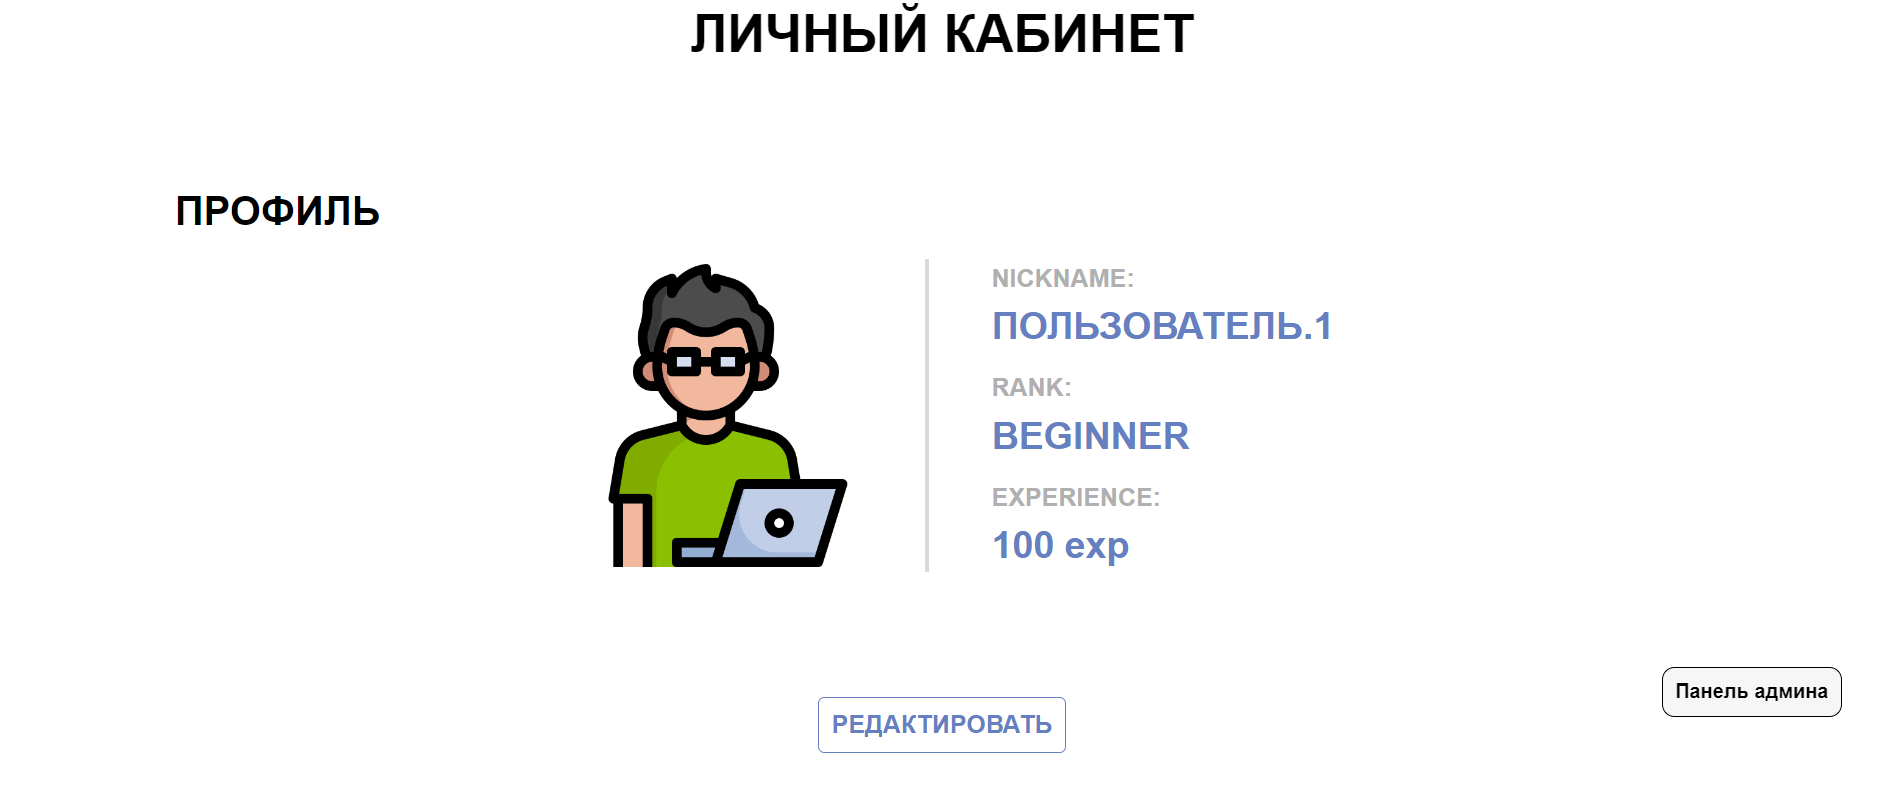 ЛИЧНЫЙ КАБИНЕТ
ПРОФИЛЬ
NICKNAME:
ПОЛЬЗОВАТЕЛЬ.1
RANK:
BEGINNER
EXPERIENCE:
100 exp
Панель админа
РЕДАКТИРОВАТЬ